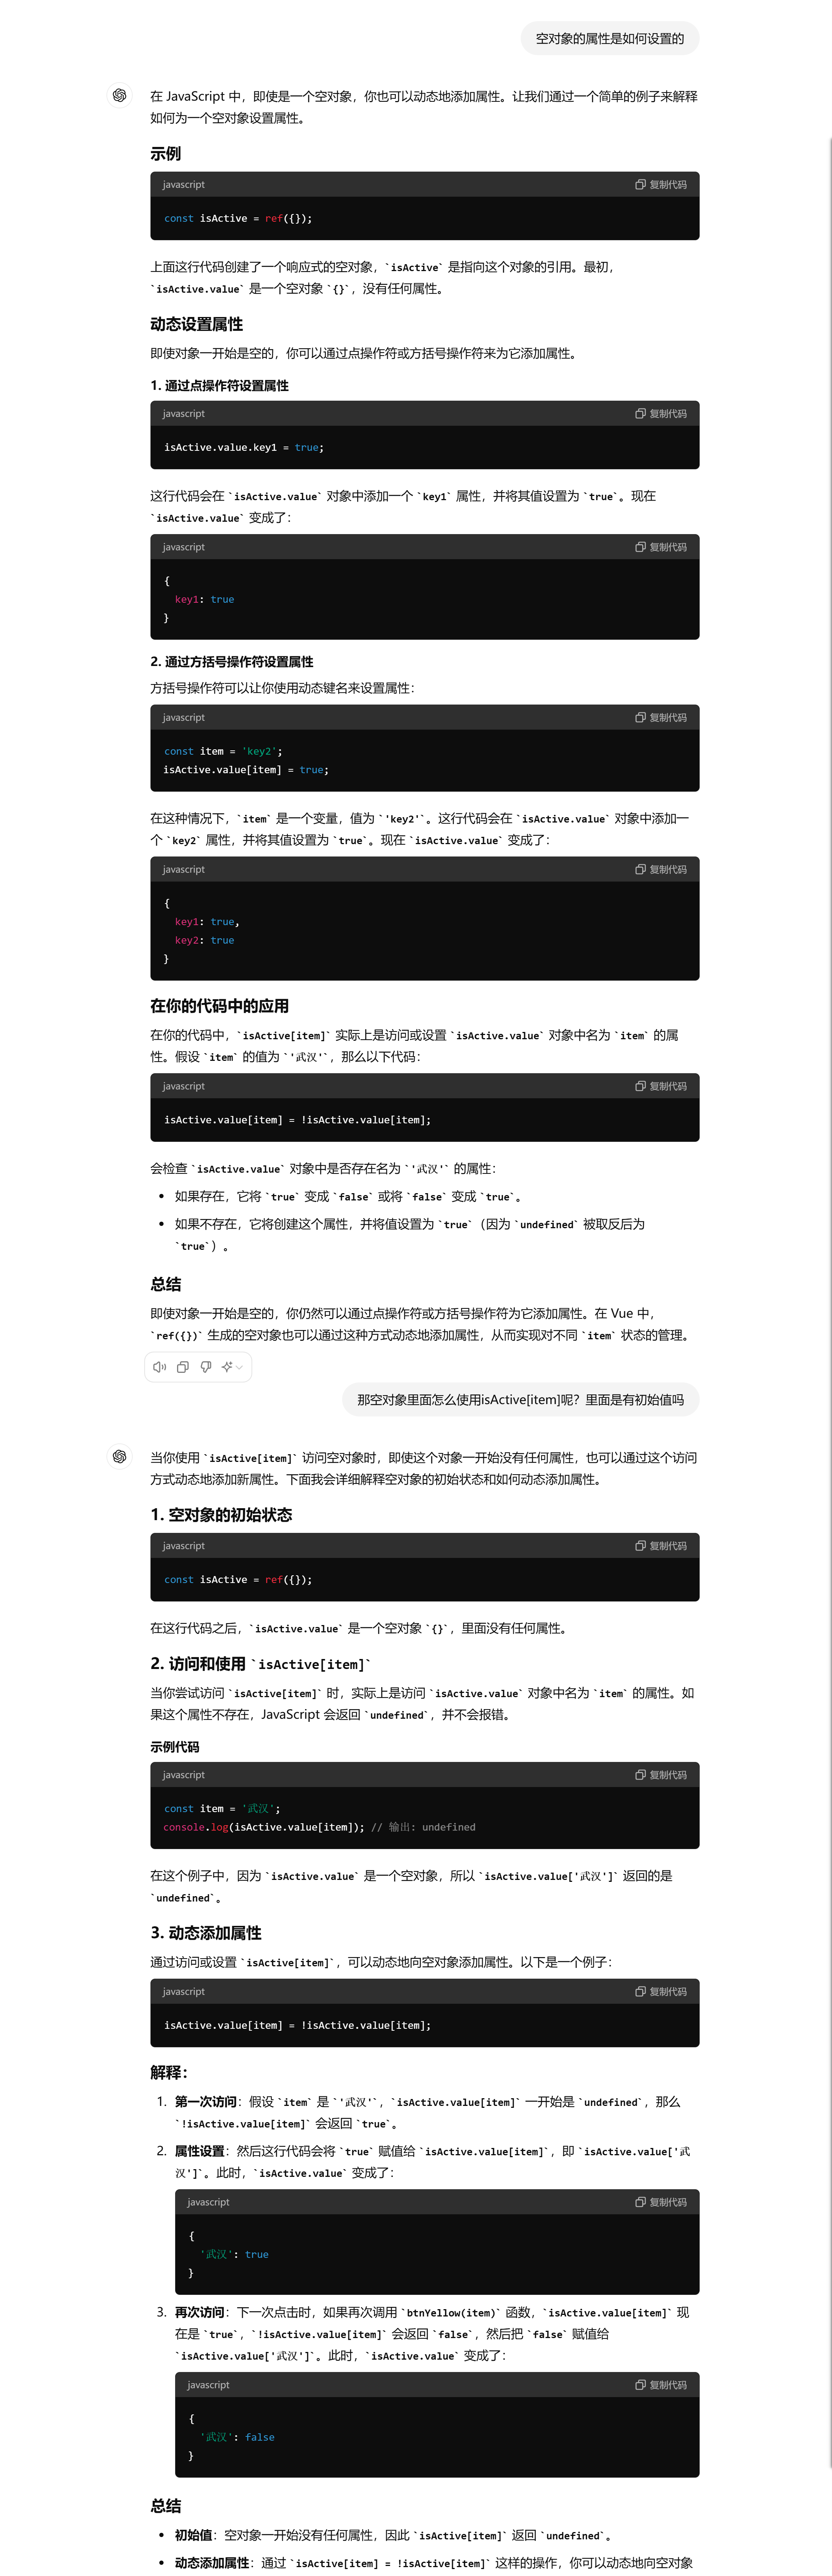 空对象的属性是如何设置的
在 JavaScript 中，即使是一个空对象，你也可以动态地添加属性。让我们通过一个简单的例子来解释
如何为一个空对象设置属性。
示例
javascript 复制代码
const isActive = ref({});
上面这行代码创建了一个响应式的空对象，`isActive` 是指向这个对象的引用。最初，
`isActive.value` 是一个空对象 `{}`，没有任何属性。
动态设置属性
即使对象一开始是空的，你可以通过点操作符或方括号操作符来为它添加属性。
1. 通过点操作符设置属性
javascript 复制代码
isActive.value.key1 = true;
这行代码会在 `isActive.value` 对象中添加一个 `key1` 属性，并将其值设置为 `true`。现在
`isActive.value` 变成了：
javascript 复制代码
{
key1: true
}
2. 通过方括号操作符设置属性
方括号操作符可以让你使用动态键名来设置属性：
javascript 复制代码
const item = 'key2';
isActive.value[item] = true;
在这种情况下，`item` 是一个变量，值为 `'key2'`。这行代码会在 `isActive.value` 对象中添加一
个 `key2` 属性，并将其值设置为 `true`。现在 `isActive.value` 变成了：
javascript 复制代码
{
key1: true,
key2: true
}
在你的代码中的应用
在你的代码中，`isActive[item]` 实际上是访问或设置 `isActive.value` 对象中名为 `item` 的属
性。假设 `item` 的值为 `'武汉'`，那么以下代码：
javascript 复制代码
isActive.value[item] = !isActive.value[item];
会检查 `isActive.value` 对象中是否存在名为 `'武汉'` 的属性：
• 如果存在，它将 `true` 变成 `false` 或将 `false` 变成 `true`。
• 如果不存在，它将创建这个属性，并将值设置为 `true`（因为 `undefined` 被取反后为
`true`）。
总结
即使对象一开始是空的，你仍然可以通过点操作符或方括号操作符为它添加属性。在 Vue 中，
`ref({})` 生成的空对象也可以通过这种方式动态地添加属性，从而实现对不同 `item` 状态的管理。
那空对象里面怎么使用isActive[item]呢？里面是有初始值吗
当你使用 `isActive[item]` 访问空对象时，即使这个对象一开始没有任何属性，也可以通过这个访问
方式动态地添加新属性。下面我会详细解释空对象的初始状态和如何动态添加属性。
1. 空对象的初始状态
javascript 复制代码
const isActive = ref({});
在这行代码之后，`isActive.value` 是一个空对象 `{}`，里面没有任何属性。
2. 访问和使用 `isActive[item]`
当你尝试访问 `isActive[item]` 时，实际上是访问 `isActive.value` 对象中名为 `item` 的属性。如
果这个属性不存在，JavaScript 会返回 `undefined`，并不会报错。
示例代码
javascript 复制代码
const item = '武汉';
console.log(isActive.value[item]); // 输出: undefined
在这个例子中，因为 `isActive.value` 是一个空对象，所以 `isActive.value['武汉']` 返回的是
`undefined`。
3. 动态添加属性
通过访问或设置 `isActive[item]`，可以动态地向空对象添加属性。以下是一个例子：
javascript 复制代码
isActive.value[item] = !isActive.value[item];
解释：
1. 第一次访问：假设 `item` 是 `'武汉'`，`isActive.value[item]` 一开始是 `undefined`，那么
`!isActive.value[item]` 会返回 `true`。
2. 属性设置：然后这行代码会将 `true` 赋值给 `isActive.value[item]`，即 `isActive.value['武
汉']`。此时，`isActive.value` 变成了：
javascript 复制代码
{
'武汉': true
}
3. 再次访问：下一次点击时，如果再次调用 `btnYellow(item)` 函数，`isActive.value[item]` 现
在是 `true`，`!isActive.value[item]` 会返回 `false`，然后把 `false` 赋值给
`isActive.value['武汉']`。此时，`isActive.value` 变成了：
javascript 复制代码
{
'武汉': false
}
总结
• 初始值：空对象一开始没有任何属性，因此 `isActive[item]` 返回 `undefined`。
• 动态添加属性：通过 `isActive[item] = !isActive[item]` 这样的操作，你可以动态地向空对象